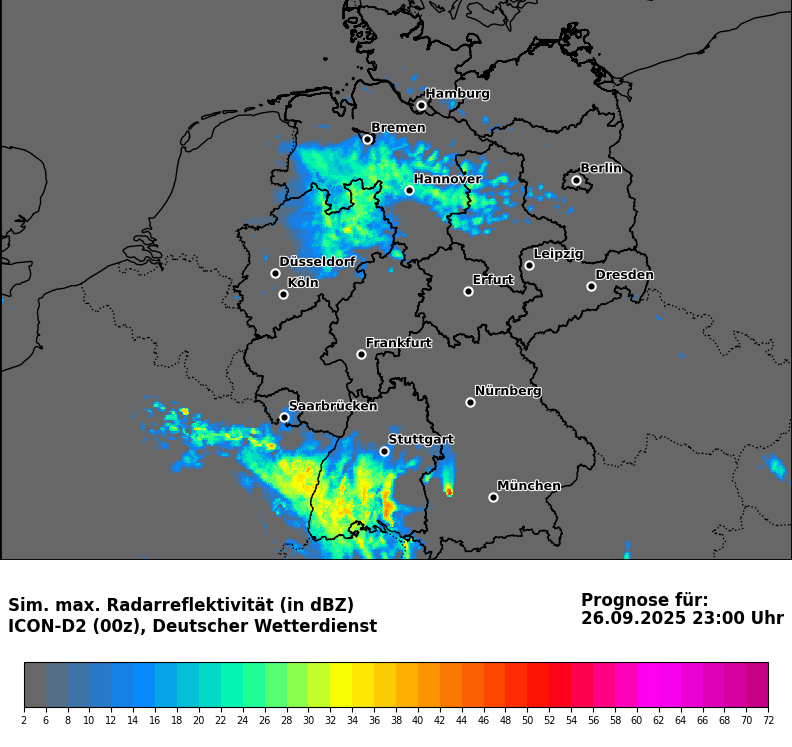 Hamburg
Bremen
Berlin
Hannover
Leipzig
Düsseldorf
Dresden
Köln
Erfurt
Frankfurt
Nürnberg
Saarbrücken
Stuttgart
München
Sim. max. Radarreflektivität (in dBZ)
ICON-D2 (00z), Deutscher Wetterdienst
Prognose für:
26.09.2025 23:00 Uhr
2 6 8 10 12 14 16 18 20 22 24 26 28 30 32 34 36 38 40 42 44 46 48 50 52 54 56 58 60 62 64 66 70 72